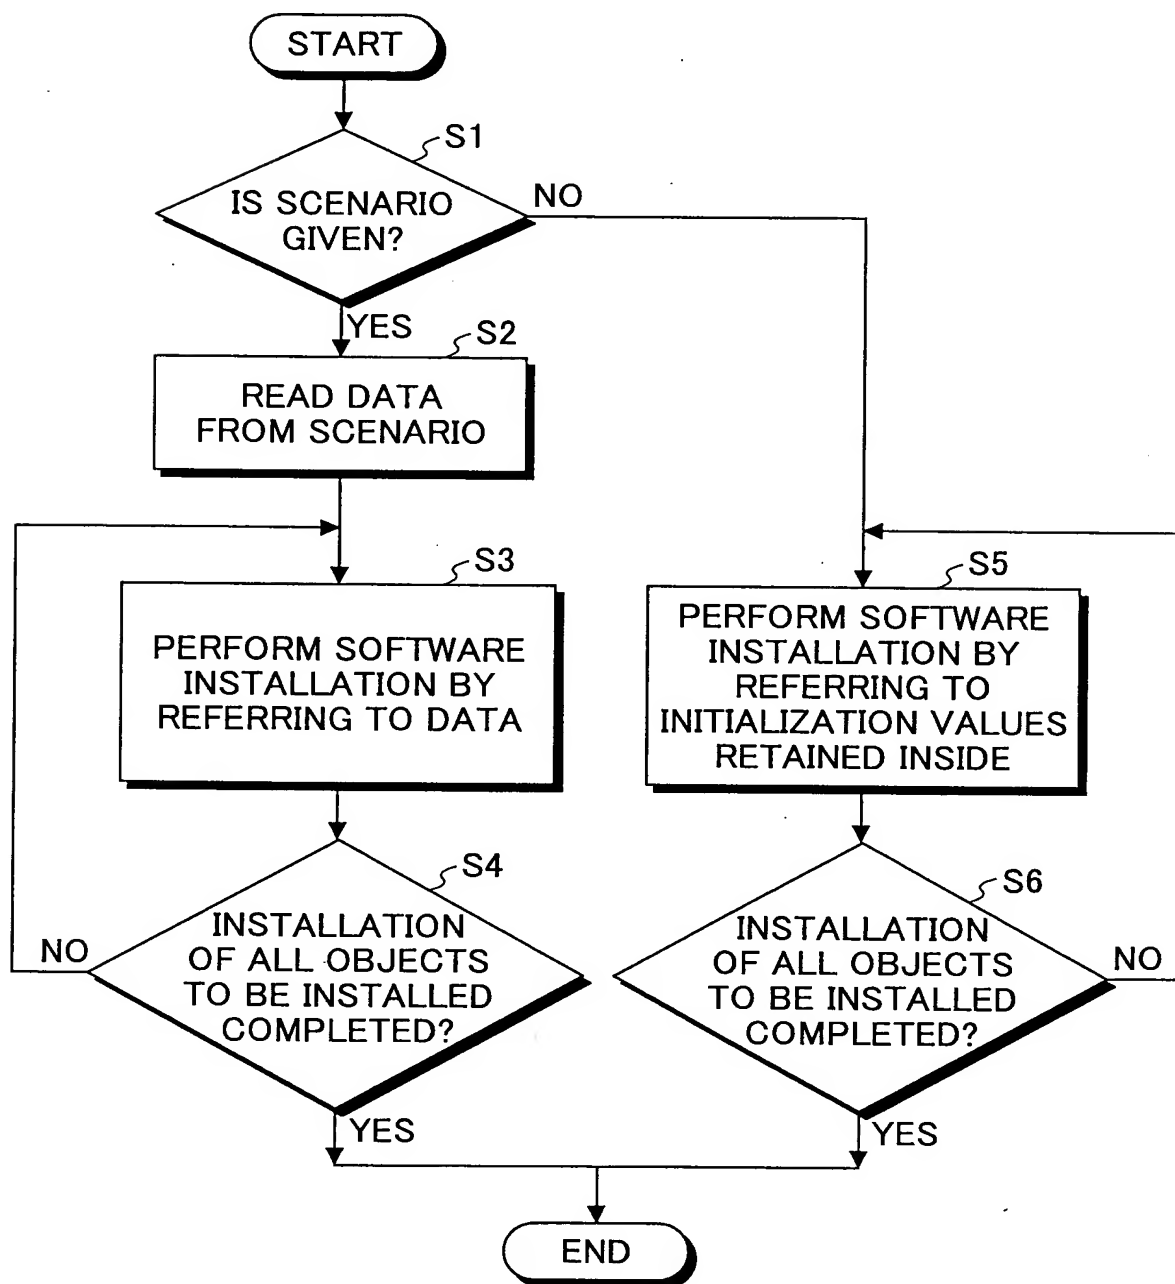 START
S1
IS SCENARIO
GIVEN?
NO
YES
S2
READ DATA
FROM SCENARIO
S3
PERFORM SOFTWARE
INSTALLATION BY
REFERRING TO DATA
S5
PERFORM SOFTWARE
INSTALLATION BY
REFERRING TO
INITIALIZATION VALUES
RETAINED INSIDE
S4
INSTALLATION
OF ALL OBJECTS
TO BE INSTALLED
COMPLETED?
NO
YES
S6
INSTALLATION
OF ALL OBJECTS
TO BE INSTALLED
COMPLETED?
NO
YES
END